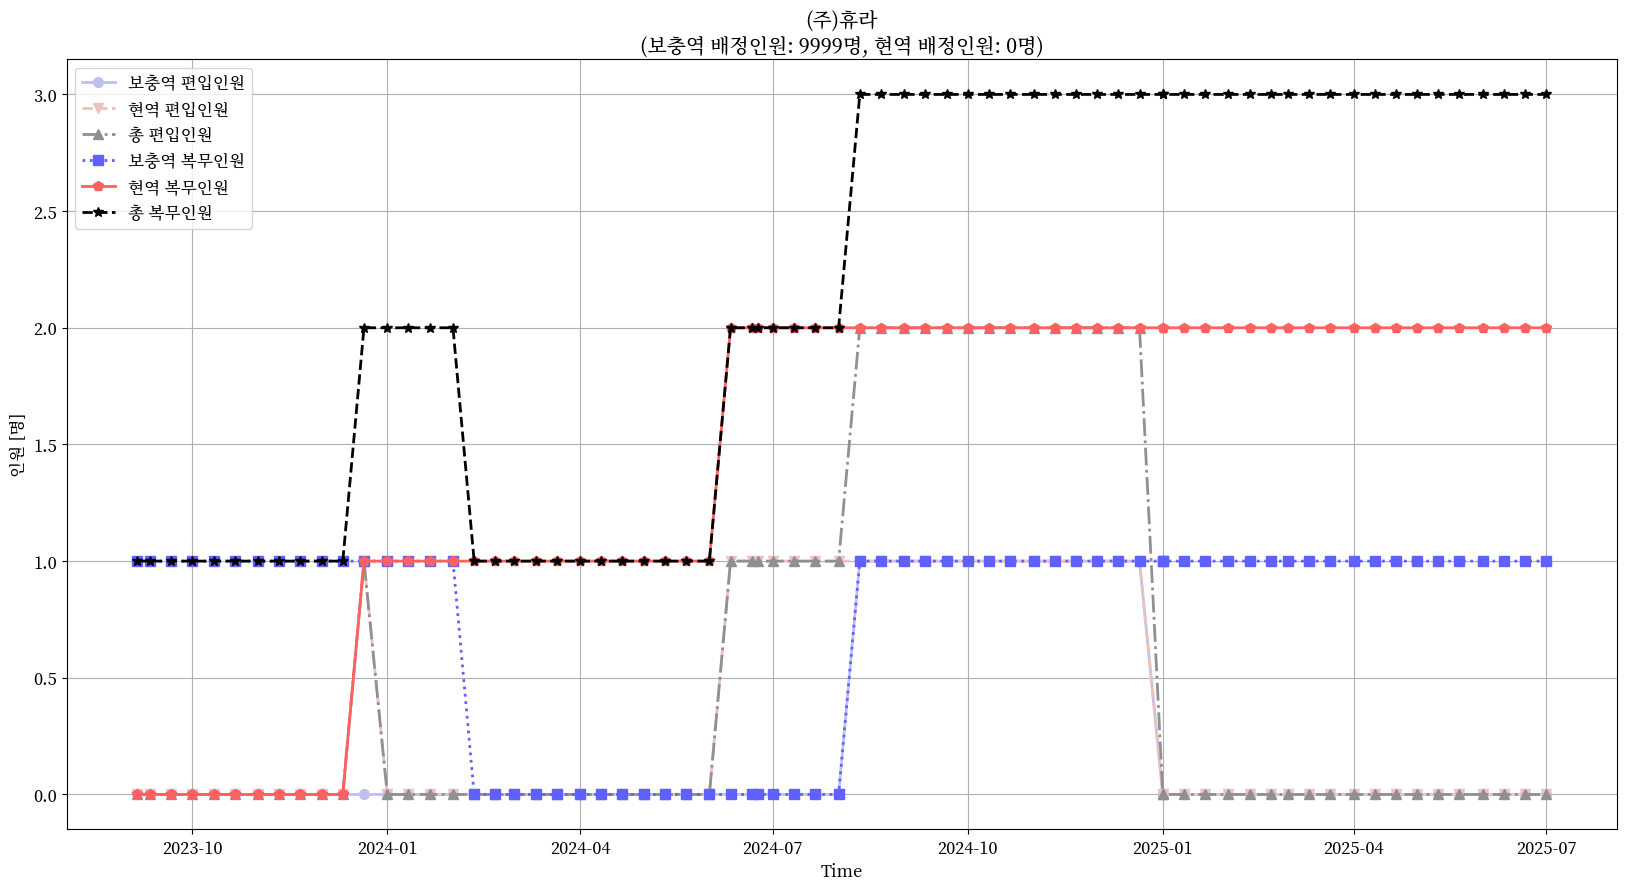 (주)휴라
(보충역 배정인원: 9999명, 현역 배정인원: 0명)
보충역 편입인원
현역 편입인원
총 편입인원
보충역 복무인원
현역 복무인원
총 복무인원
3.0
2.5
2.0
1.5
1.0
0.5
0.0
인원 [명]
2023-10
2024-01
2024-04
2024-07
2024-10
2025-01
2025-04
2025-07
Time